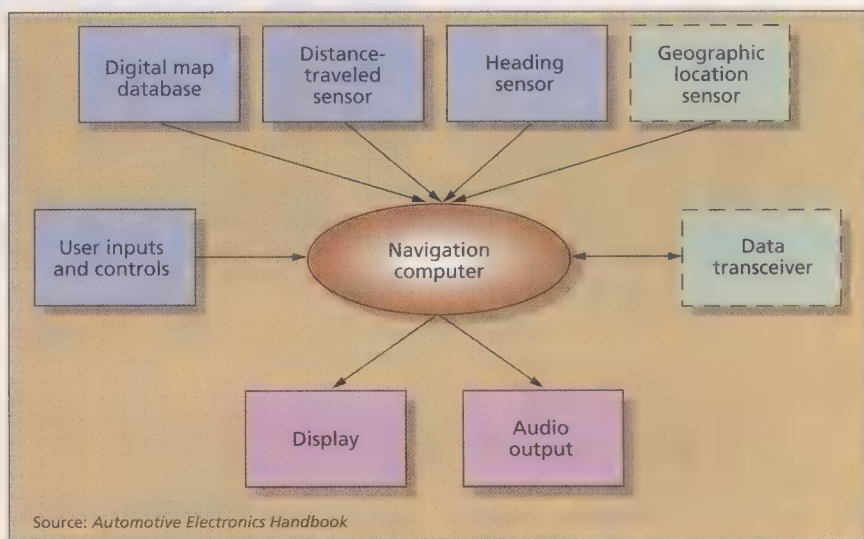 Digital map
database
Distance-
traveled
sensor
Heading
sensor
Geographic
location
sensor
User inputs
and controls
Navigation
computer
Data
transceiver
Display
Audio
output
Source: Automotive Electronics Handbook